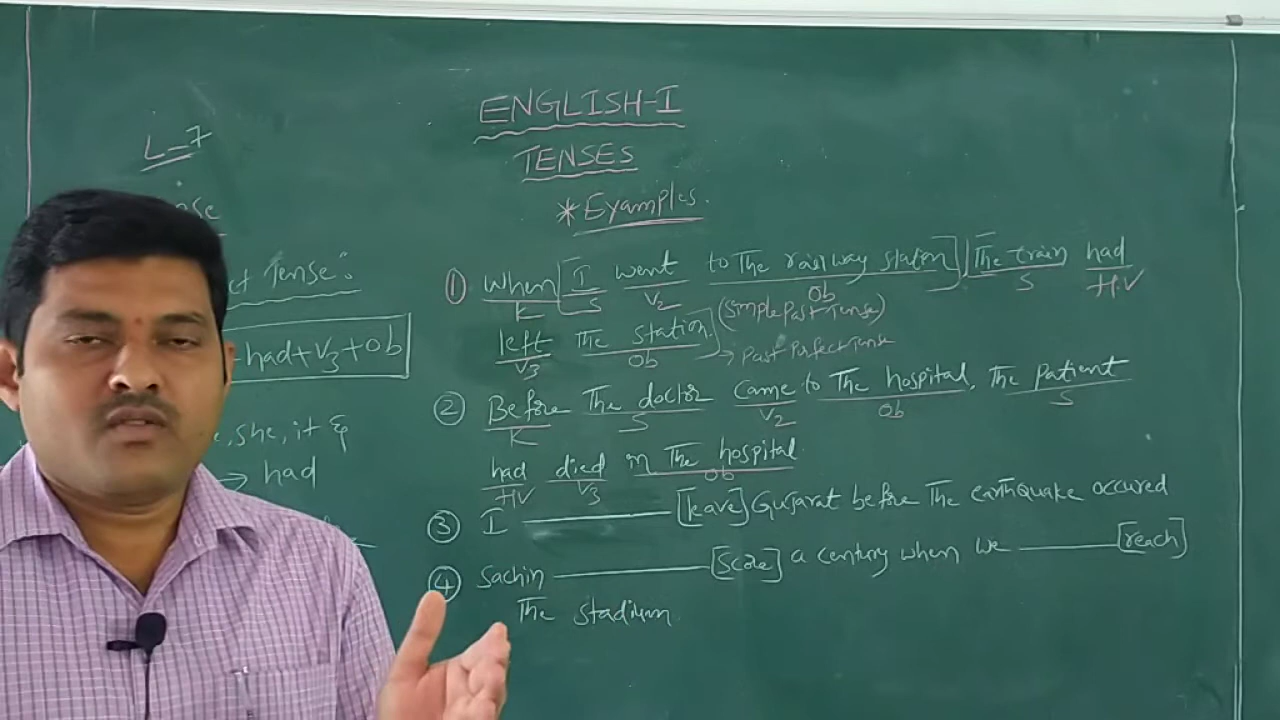 ENGLISH-I
TENSES
* Examples.
L-7
nse
ct Tense:
had+V3+Ob
e, she, it &
→ had
① When I went to The railway station, The train had
K S V2 Ob S H.V
left The station. (Simple Past Tense)
V3 Ob → Past Perfect Tense
② Before The doctor came to The hospital, The patient
K S V2 Ob S
had died in The hospital
HV V3 Ob
③ I ——— [leave] Gujarat before The earthquake occured
④ Sachin ——— [score] a century when we ——— [reach]
The stadium.